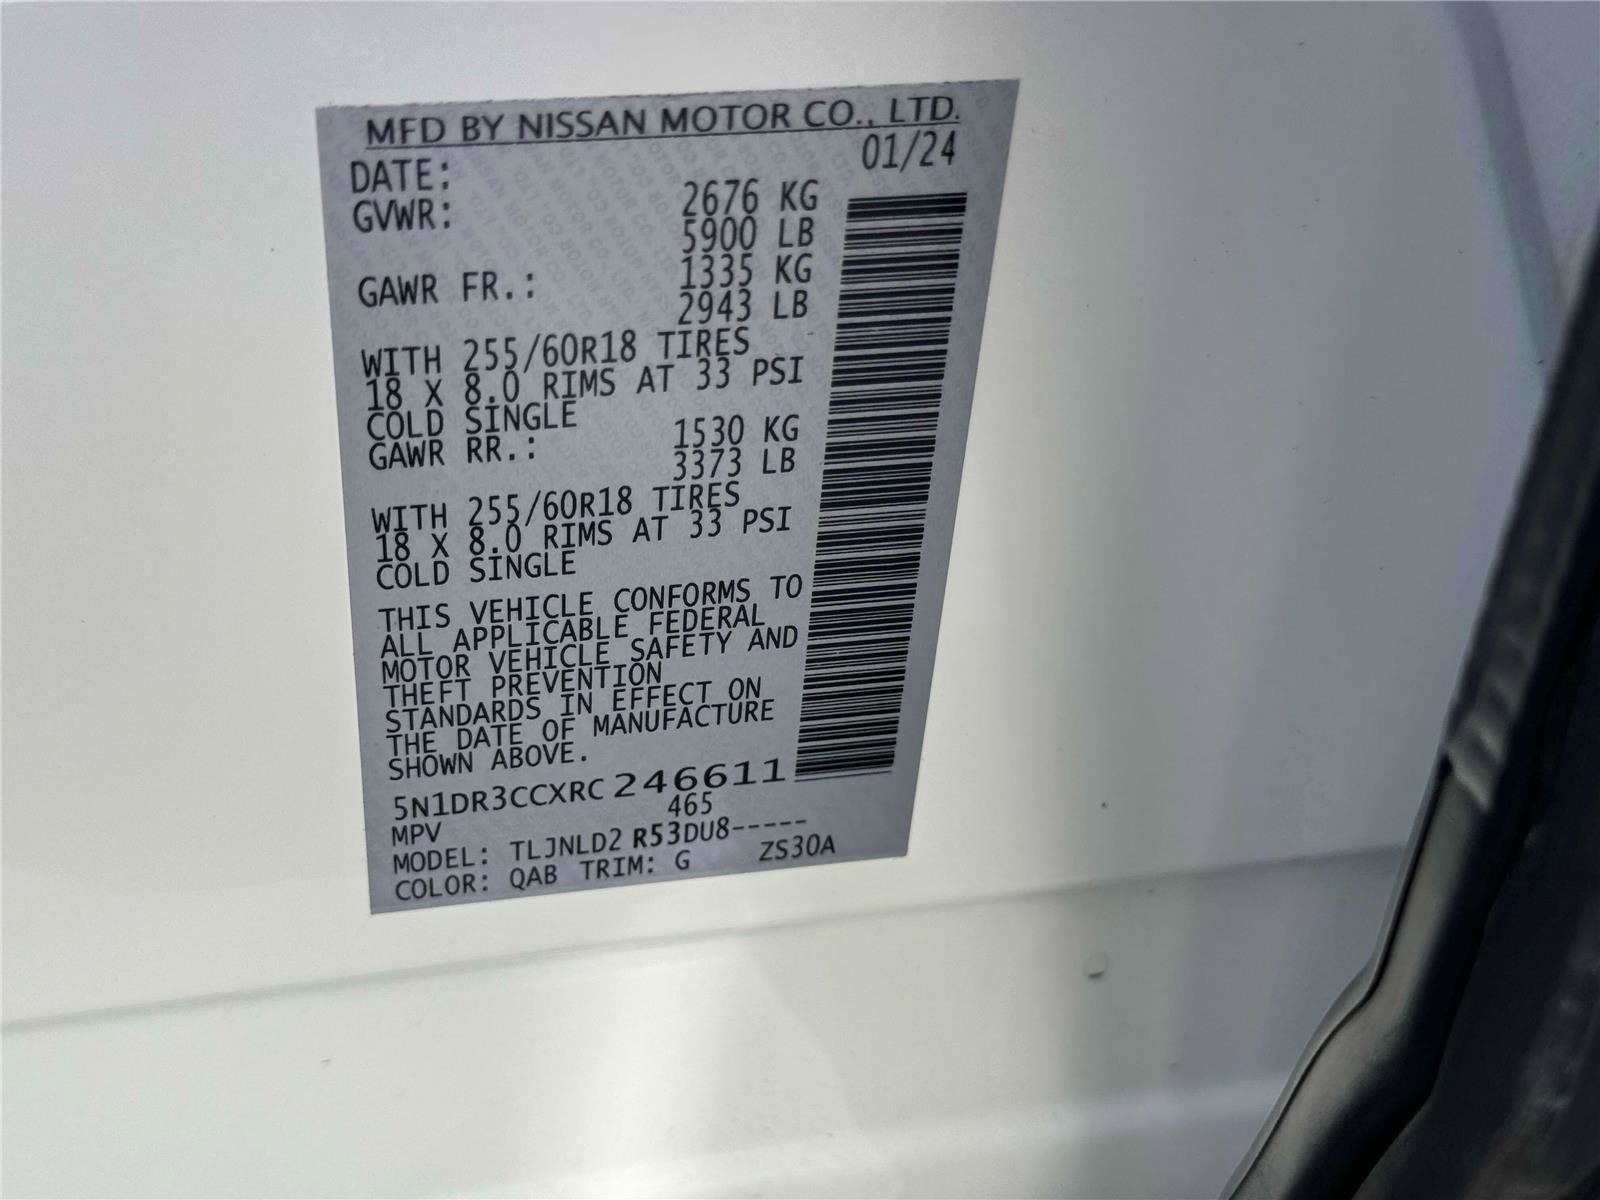 MFD BY NISSAN MOTOR CO., LTD.
DATE: 01/24
GVWR: 2676 KG
5900 LB
GAWR FR.: 1335 KG
2943 LB
WITH 255/60R18 TIRES
18 X 8.0 RIMS AT 33 PSI
COLD SINGLE
GAWR RR.: 1530 KG
3373 LB
WITH 255/60R18 TIRES
18 X 8.0 RIMS AT 33 PSI
COLD SINGLE
THIS VEHICLE CONFORMS TO
ALL APPLICABLE FEDERAL
MOTOR VEHICLE SAFETY AND
THEFT PREVENTION
STANDARDS IN EFFECT ON
THE DATE OF MANUFACTURE
SHOWN ABOVE.
5N1DR3CCXRC246611
MPV 465
MODEL: TLJNLD2 R53DU8-----
COLOR: QAB TRIM: G ZS30A